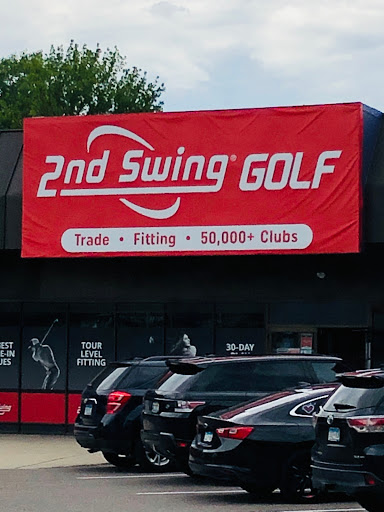 2nd Swing® GOLF
Trade • Fitting • 50,000+ Clubs
TOUR
LEVEL
FITTING
30-DAY